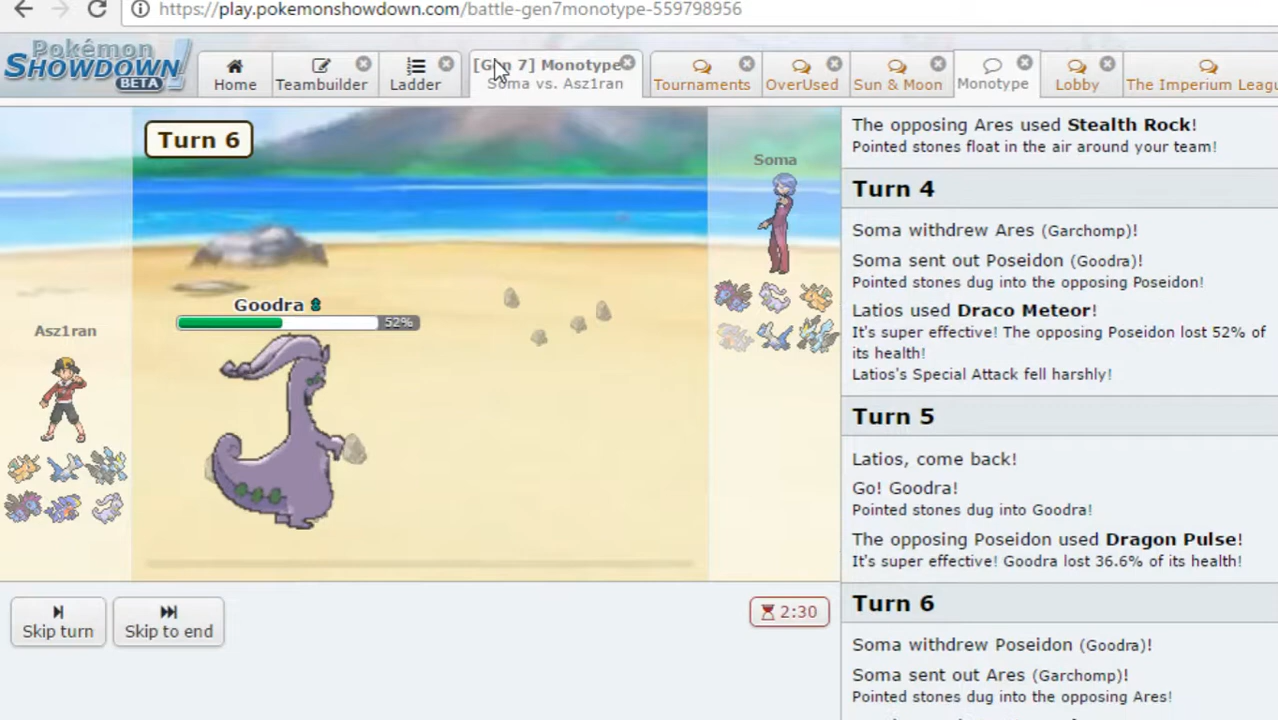 https://play.pokemonshowdown.com/battle-gen7monotype-559798956
Pokémon
SHOWDOWN!
BETA
Home
Teambuilder
Ladder
[Gen 7] Monotype
Soma vs. Asz1ran
Tournaments
OverUsed
Sun & Moon
Monotype
Lobby
The Imperium Leagu
Turn 6
Soma
Asz1ran
Goodra
52%
Skip turn
Skip to end
2:30
The opposing Ares used Stealth Rock!
Pointed stones float in the air around your team!
Turn 4
Soma withdrew Ares (Garchomp)!
Soma sent out Poseidon (Goodra)!
Pointed stones dug into the opposing Poseidon!
Latios used Draco Meteor!
It's super effective! The opposing Poseidon lost 52% of
its health!
Latios's Special Attack fell harshly!
Turn 5
Latios, come back!
Go! Goodra!
Pointed stones dug into Goodra!
The opposing Poseidon used Dragon Pulse!
It's super effective! Goodra lost 36.6% of its health!
Turn 6
Soma withdrew Poseidon (Goodra)!
Soma sent out Ares (Garchomp)!
Pointed stones dug into the opposing Ares!